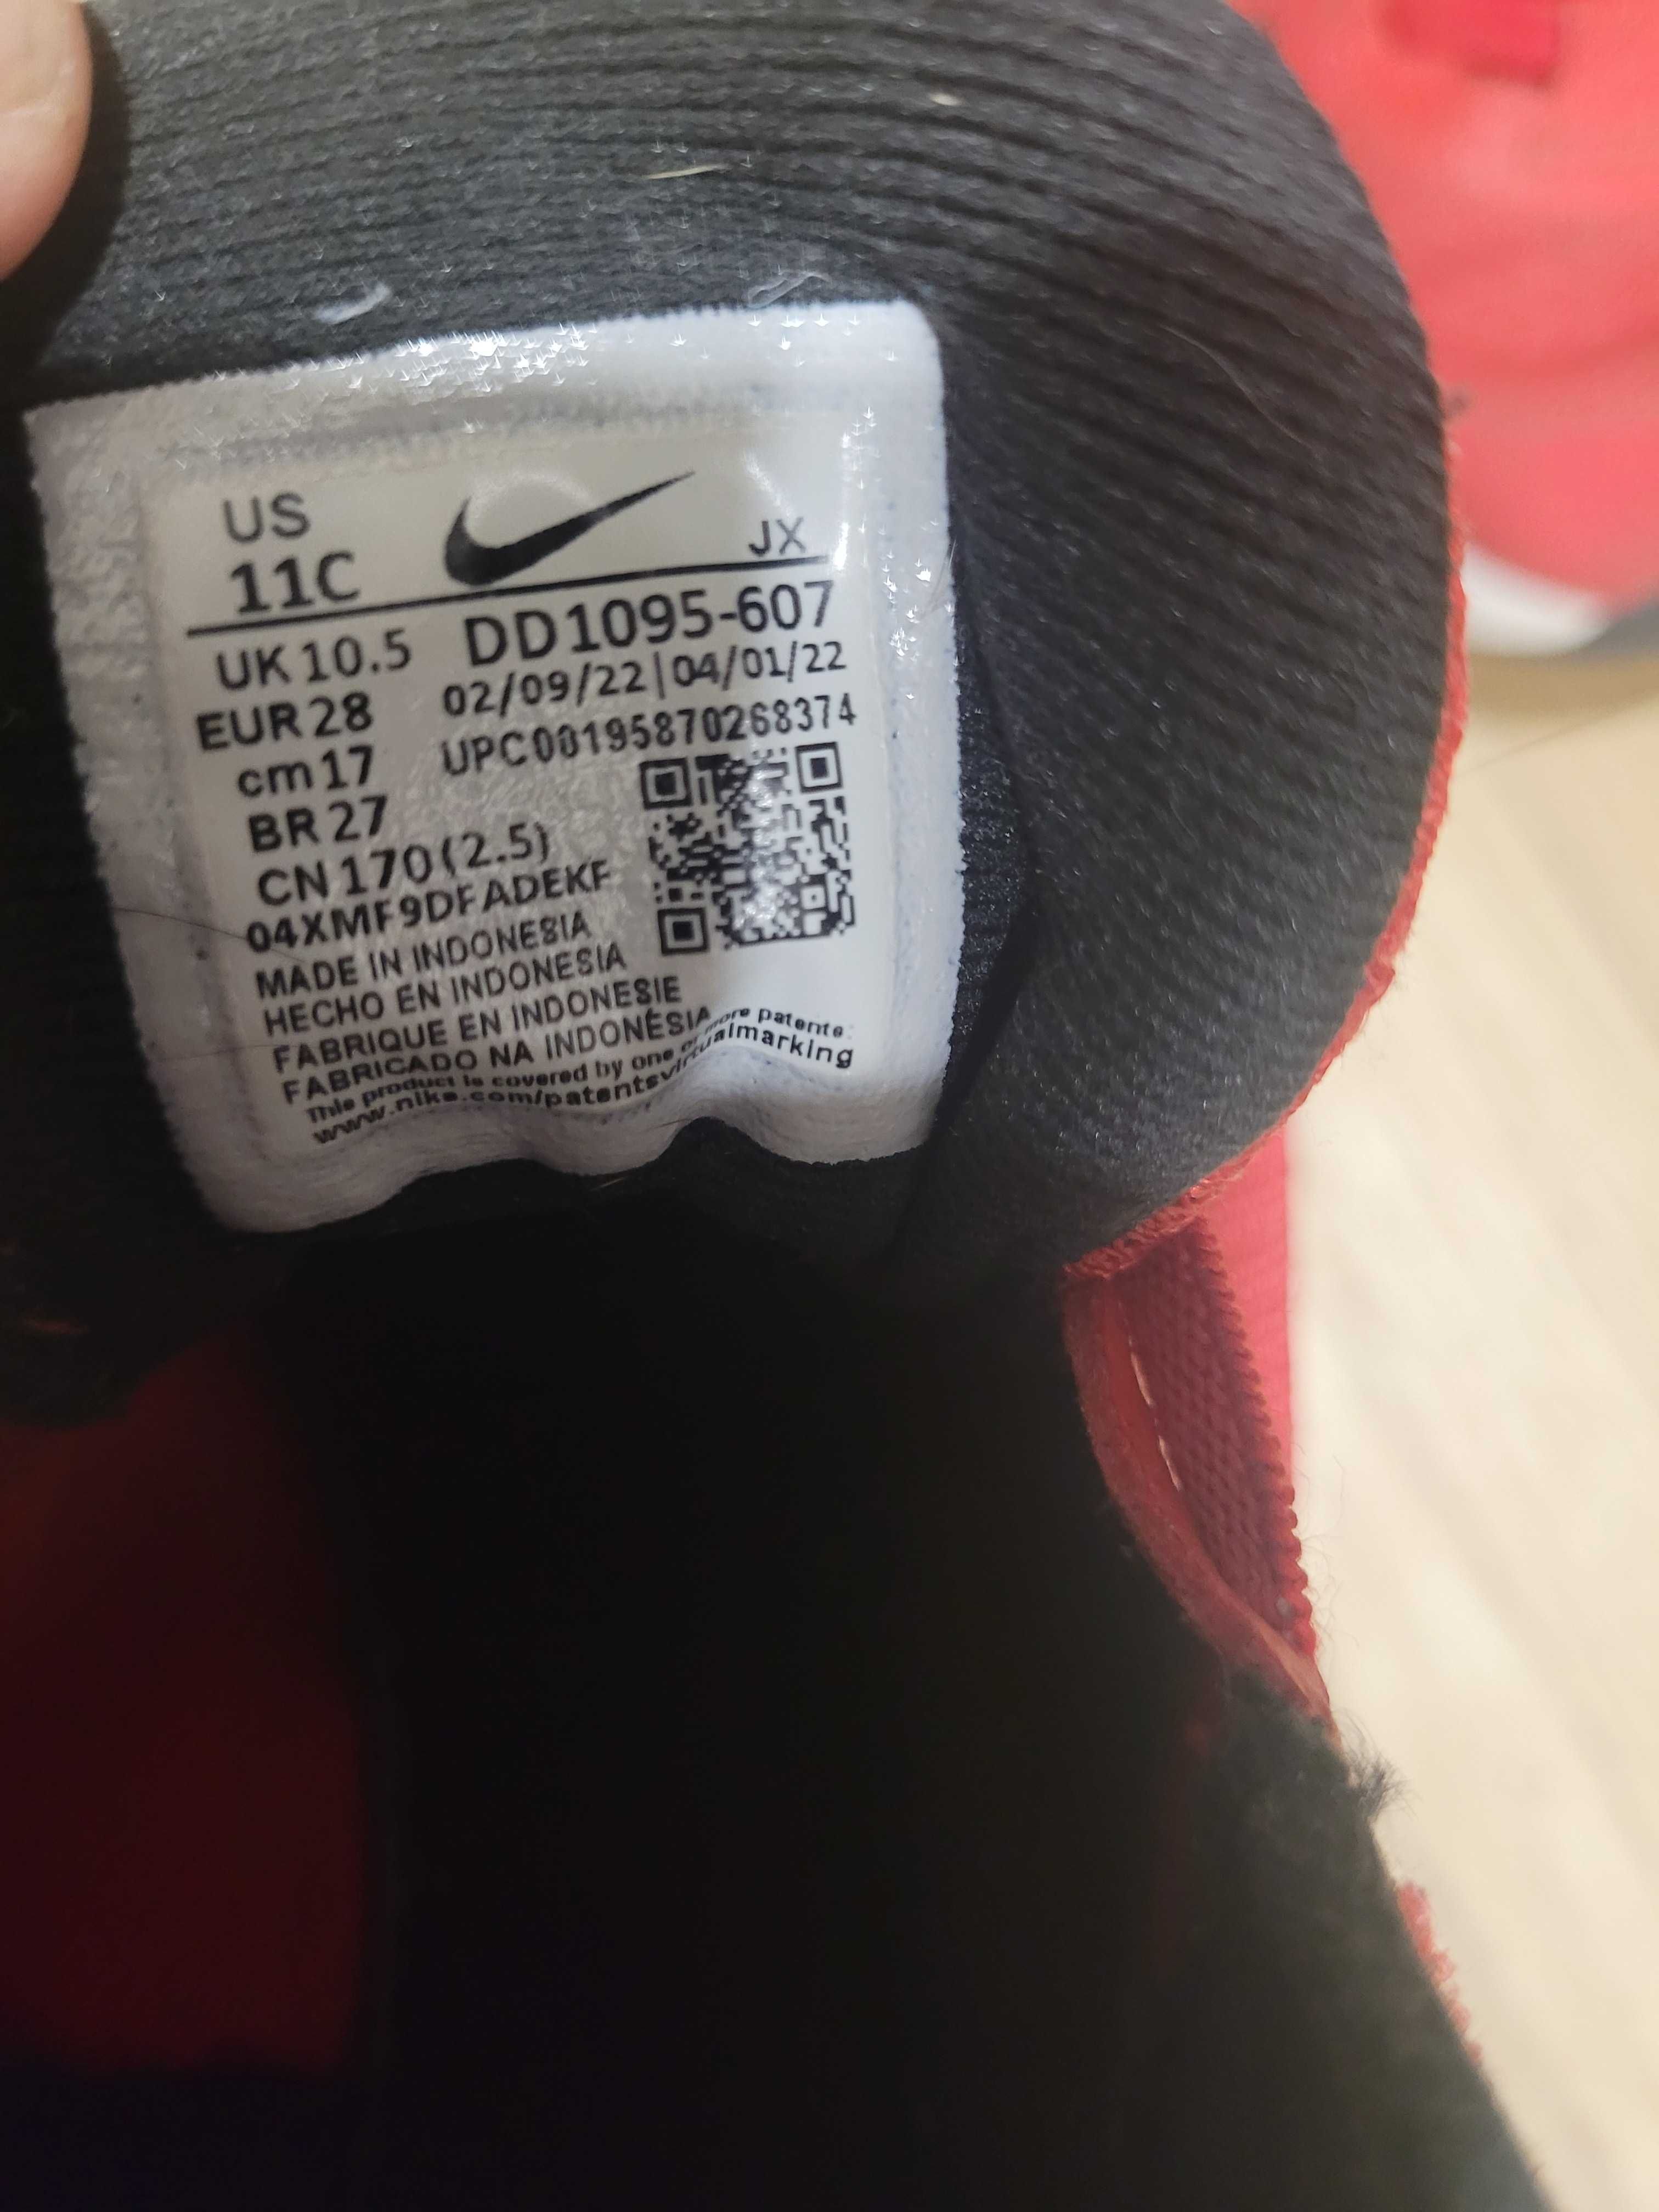 US
11C
JX
UK 10.5
DD1095-607
EUR 28
02/09/22|04/01/22
cm 17
UPC00195870268374
BR 27
CN 170(2.5)
04XMF9DFADEKF
MADE IN INDONESIA
HECHO EN INDONESIA
FABRIQUE EN INDONESIE
FABRICADO NA INDONÉSIA
This product is covered by one or more patents:
www.nike.com/patentsvirtualmarking